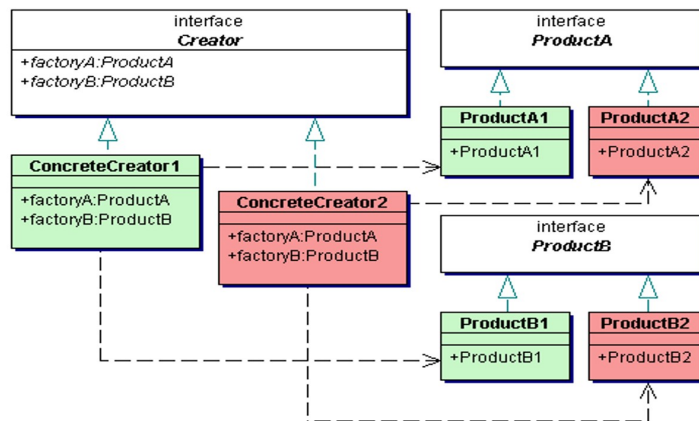 interface
Creator
+factoryA:ProductA
+factoryB:ProductB
interface
ProductA
ProductA1
+ProductA1
ProductA2
+ProductA2
ConcreteCreator1
+factoryA:ProductA
+factoryB:ProductB
ConcreteCreator2
+factoryA:ProductA
+factoryB:ProductB
interface
ProductB
ProductB1
+ProductB1
ProductB2
+ProductB2